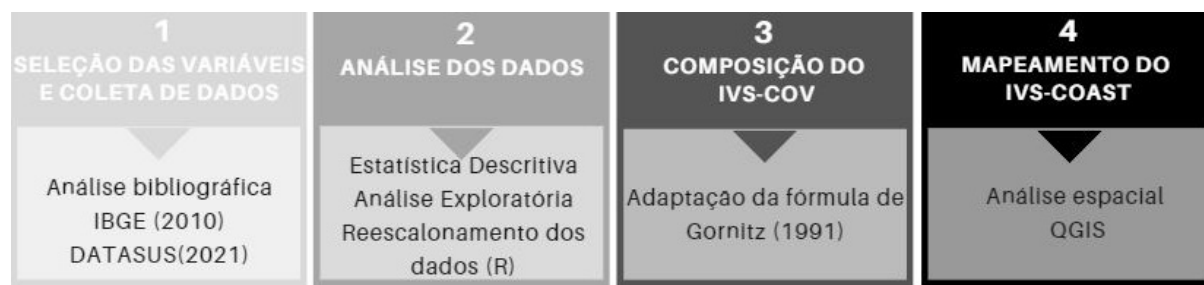 1
SELEÇÃO DAS VARIÁVEIS
E COLETA DE DADOS
Análise bibliográfica
IBGE (2010)
DATASUS(2021)
2
ANÁLISE DOS DADOS
Estatística Descritiva
Análise Exploratória
Reescalonamento dos
dados (R)
3
COMPOSIÇÃO DO
IVS-COV
Adaptação da fórmula de
Gornitz (1991)
4
MAPEAMENTO DO
IVS-COAST
Análise espacial
QGIS